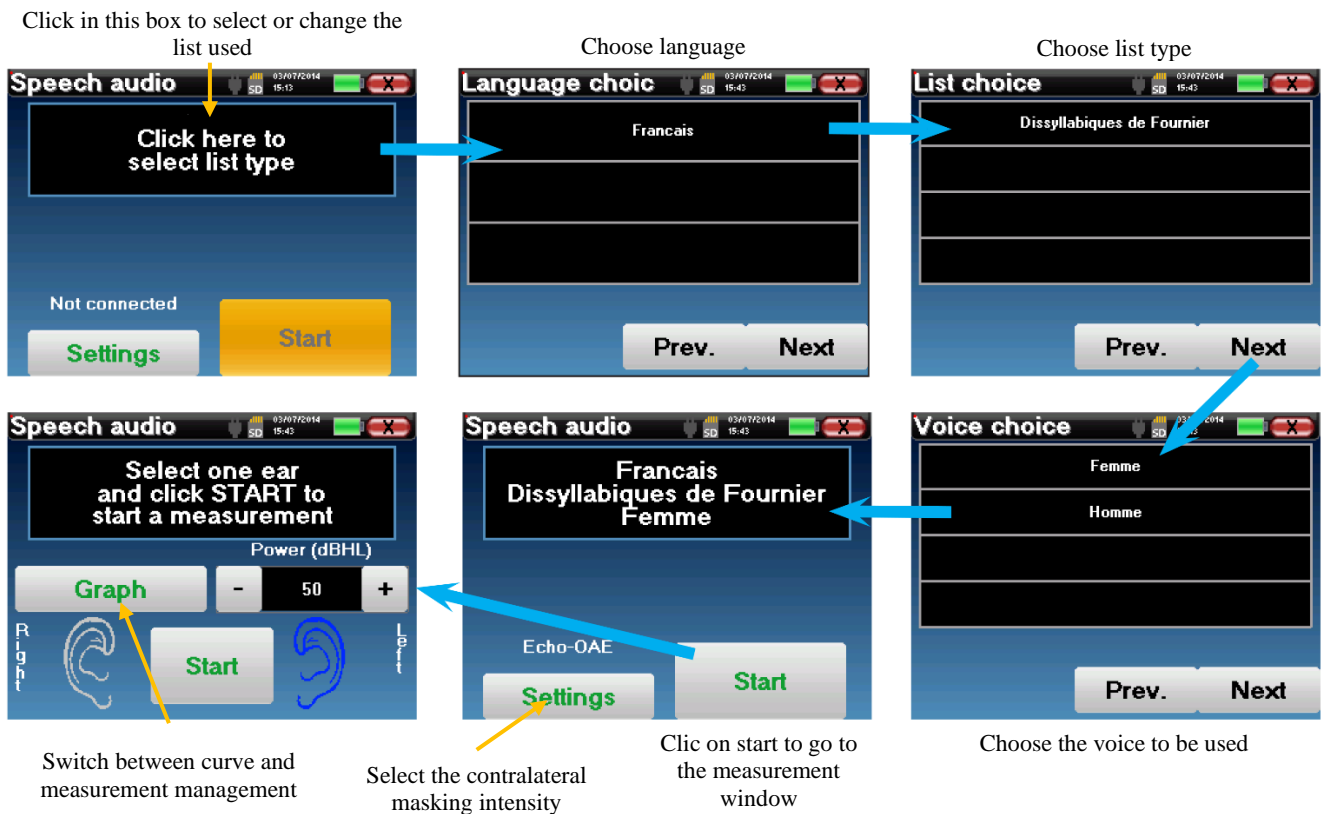 Click in this box to select or change the
list used
Choose language
Choose list type
Speech audio
SD
03/07/2014
15:13
X
Click here to
select list type
Not connected
Settings
Start
Language choic
SD
03/07/2014
15:43
X
Francais
Prev.
Next
List choice
SD
03/07/2014
15:43
X
Dissyllabiques de Fournier
Prev.
Next
Speech audio
SD
03/07/2014
15:43
X
Select one ear
and click START to
start a measurement
Power (dBHL)
Graph
-
50
+
Right
Start
Left
Speech audio
SD
03/07/2014
15:43
X
Francais
Dissyllabiques de Fournier
Femme
Echo-OAE
Settings
Start
Voice choice
SD
03/07/2014
15:43
X
Femme
Homme
Prev.
Next
Switch between curve and
measurement management
Select the contralateral
masking intensity
Clic on start to go to
the measurement
window
Choose the voice to be used